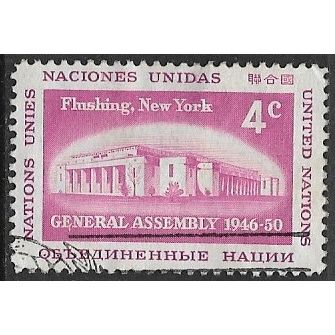 NACIONES UNIDAS
聯合國
NATIONS UNIES
UNITED NATIONS
Flushing, New York
4c
GENERAL ASSEMBLY 1946-50
ОБЪЕДИНЕННЫЕ НАЦИИ